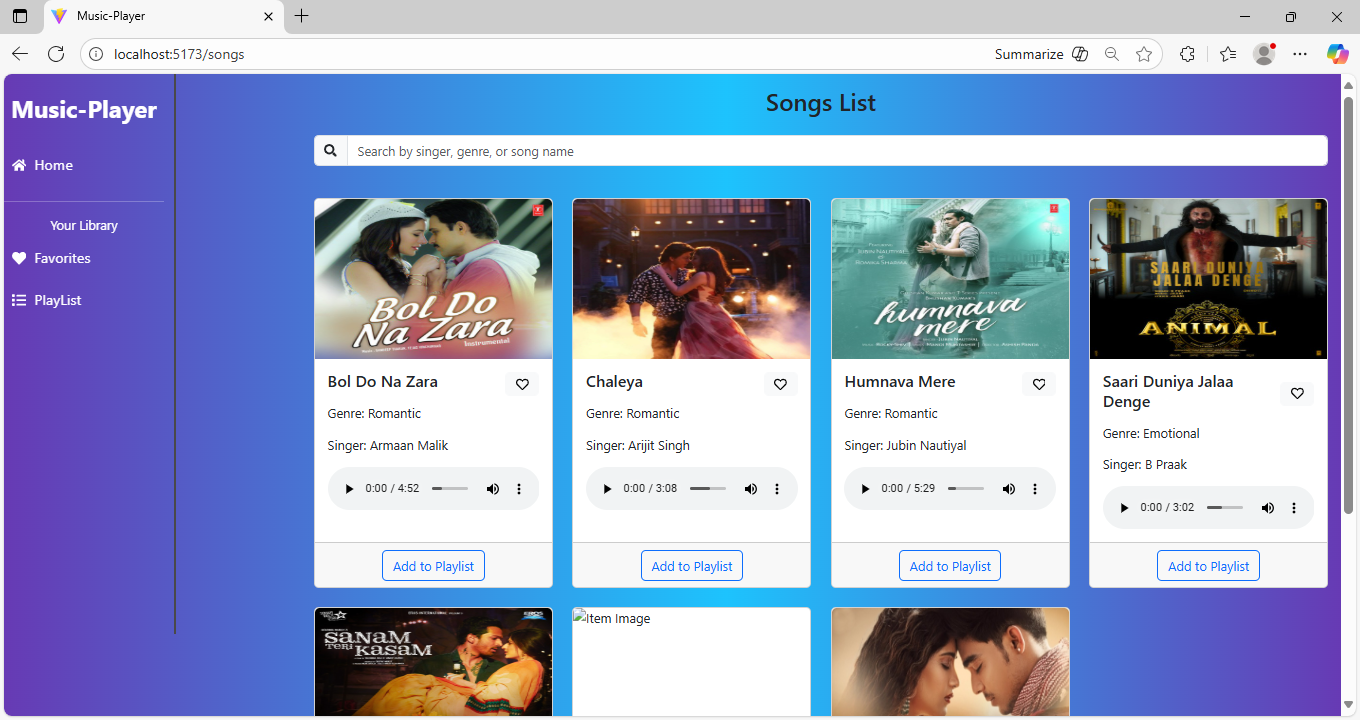 Music-Player
localhost:5173/songs
Summarize
Music-Player
Home
Your Library
Favorites
PlayList
Songs List
Search by singer, genre, or song name
BOL DO
NA ZARA
Instrumental
Bol Do Na Zara
Genre: Romantic
Singer: Armaan Malik
0:00 / 4:52
Add to Playlist
Chaleya
Genre: Romantic
Singer: Arijit Singh
0:00 / 3:08
Add to Playlist
humnava
mere
Humnava Mere
Genre: Romantic
Singer: Jubin Nautiyal
0:00 / 5:29
Add to Playlist
SAARI DUNIYA
JALAA DENGE
ANIMAL
Saari Duniya Jalaa
Denge
Genre: Emotional
Singer: B Praak
0:00 / 3:02
Add to Playlist
SANAM
TERI KASAM
Item Image